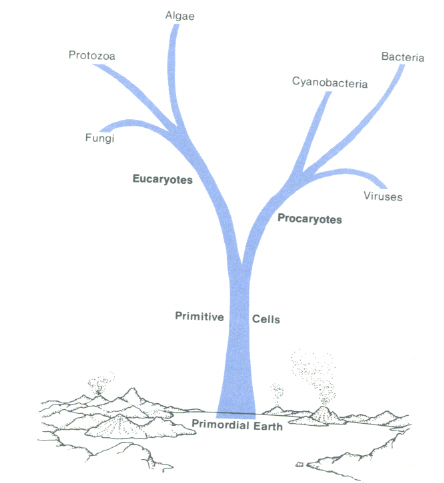 Algae
Protozoa
Bacteria
Cyanobacteria
Fungi
Eucaryotes
Viruses
Procaryotes
Primitive Cells
Primordial Earth